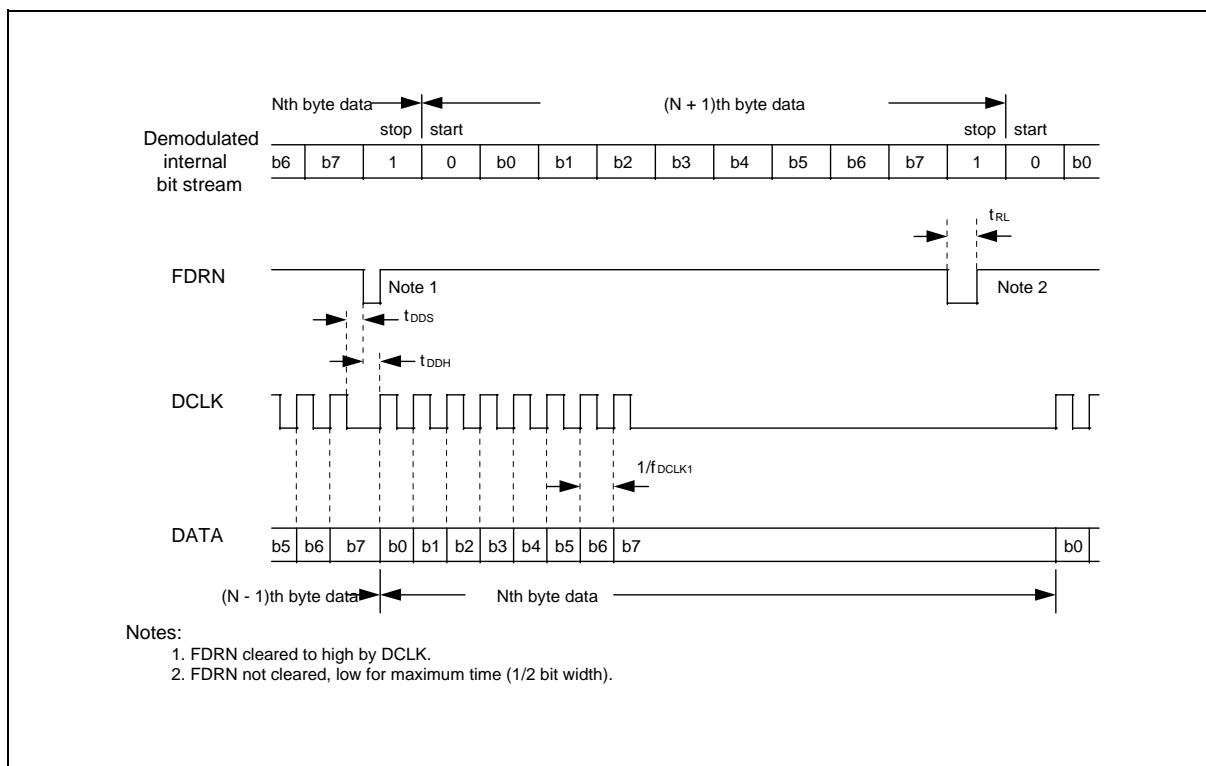 Nth byte data
(N + 1)th byte data
stop start
stop start
Demodulated
internal
bit stream
b6 b7 1 0 b0 b1 b2 b3 b4 b5 b6 b7 1 0 b0
tRL
FDRN
Note 1
Note 2
tDDS
tDDH
DCLK
1/fDCLK1
DATA
b5 b6 b7 b0 b1 b2 b3 b4 b5 b6 b7 b0
(N - 1)th byte data
Nth byte data
Notes:
1. FDRN cleared to high by DCLK.
2. FDRN not cleared, low for maximum time (1/2 bit width).